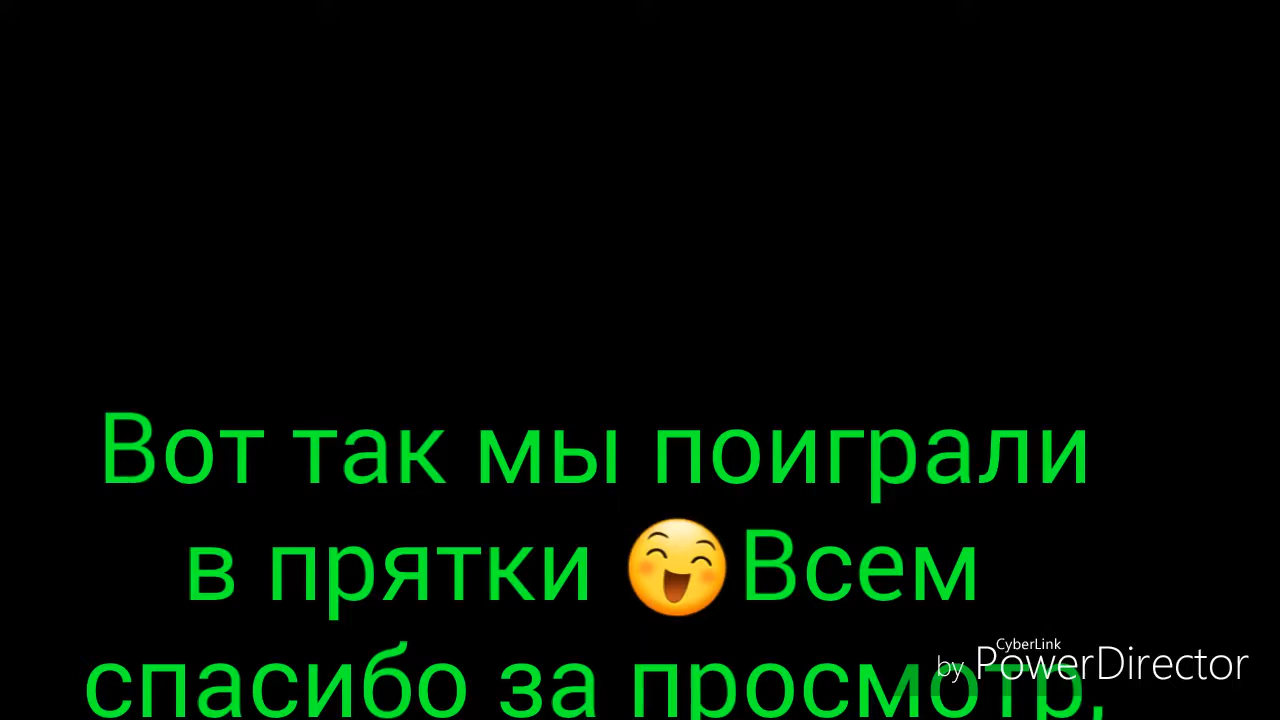 Вот так мы поиграли
в прятки 😄Всем
спасибо за просмотр,
CyberLink
by PowerDirector